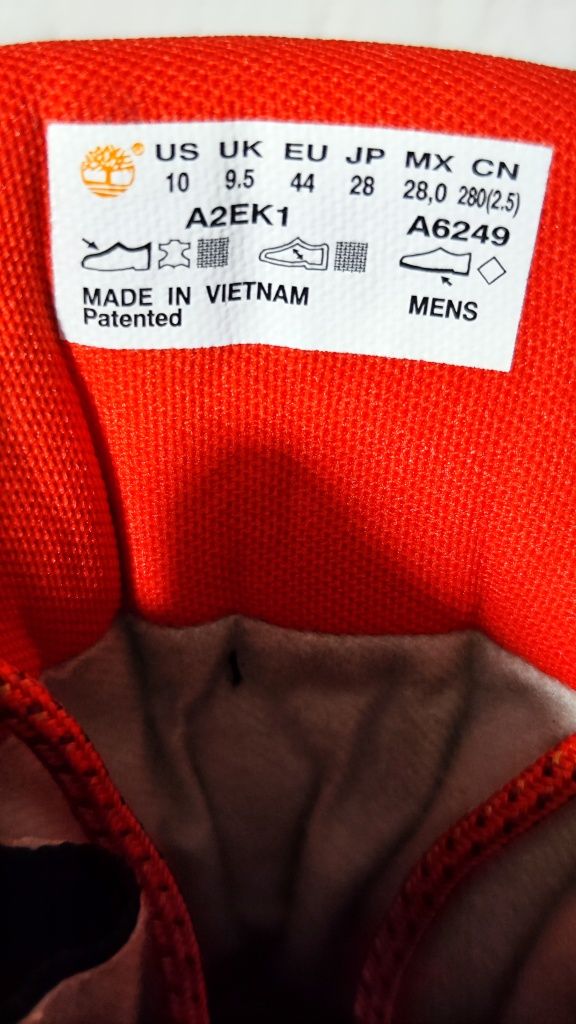 ® US UK EU JP MX CN
10 9.5 44 28 28,0 280(2.5)
A2EK1 A6249
MADE IN VIETNAM MENS
Patented